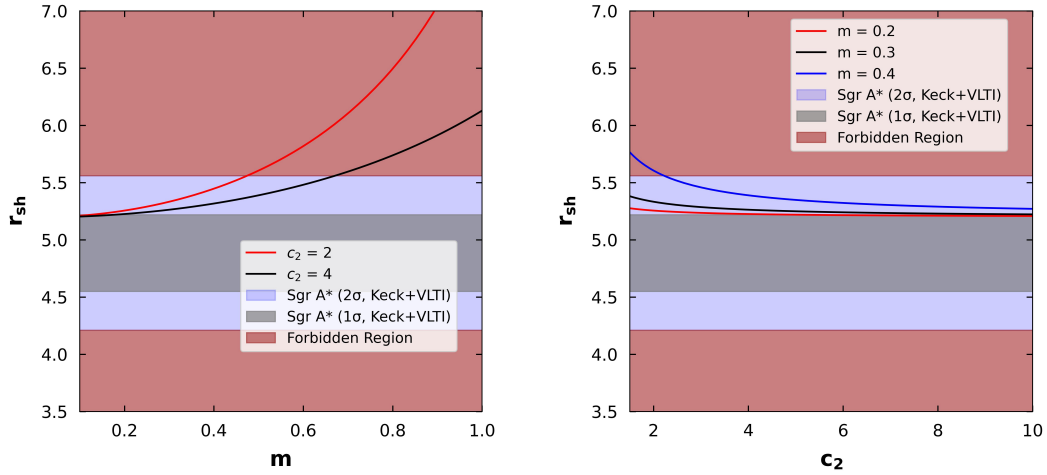 7.0
6.5
6.0
5.5
5.0
4.5
4.0
3.5
r_sh
0.2
0.4
0.6
0.8
1.0
m
c₂ = 2
c₂ = 4
Sgr A* (2σ, Keck+VLTI)
Sgr A* (1σ, Keck+VLTI)
Forbidden Region
7.0
6.5
6.0
5.5
5.0
4.5
4.0
3.5
r_sh
2
4
6
8
10
c₂
m = 0.2
m = 0.3
m = 0.4
Sgr A* (2σ, Keck+VLTI)
Sgr A* (1σ, Keck+VLTI)
Forbidden Region